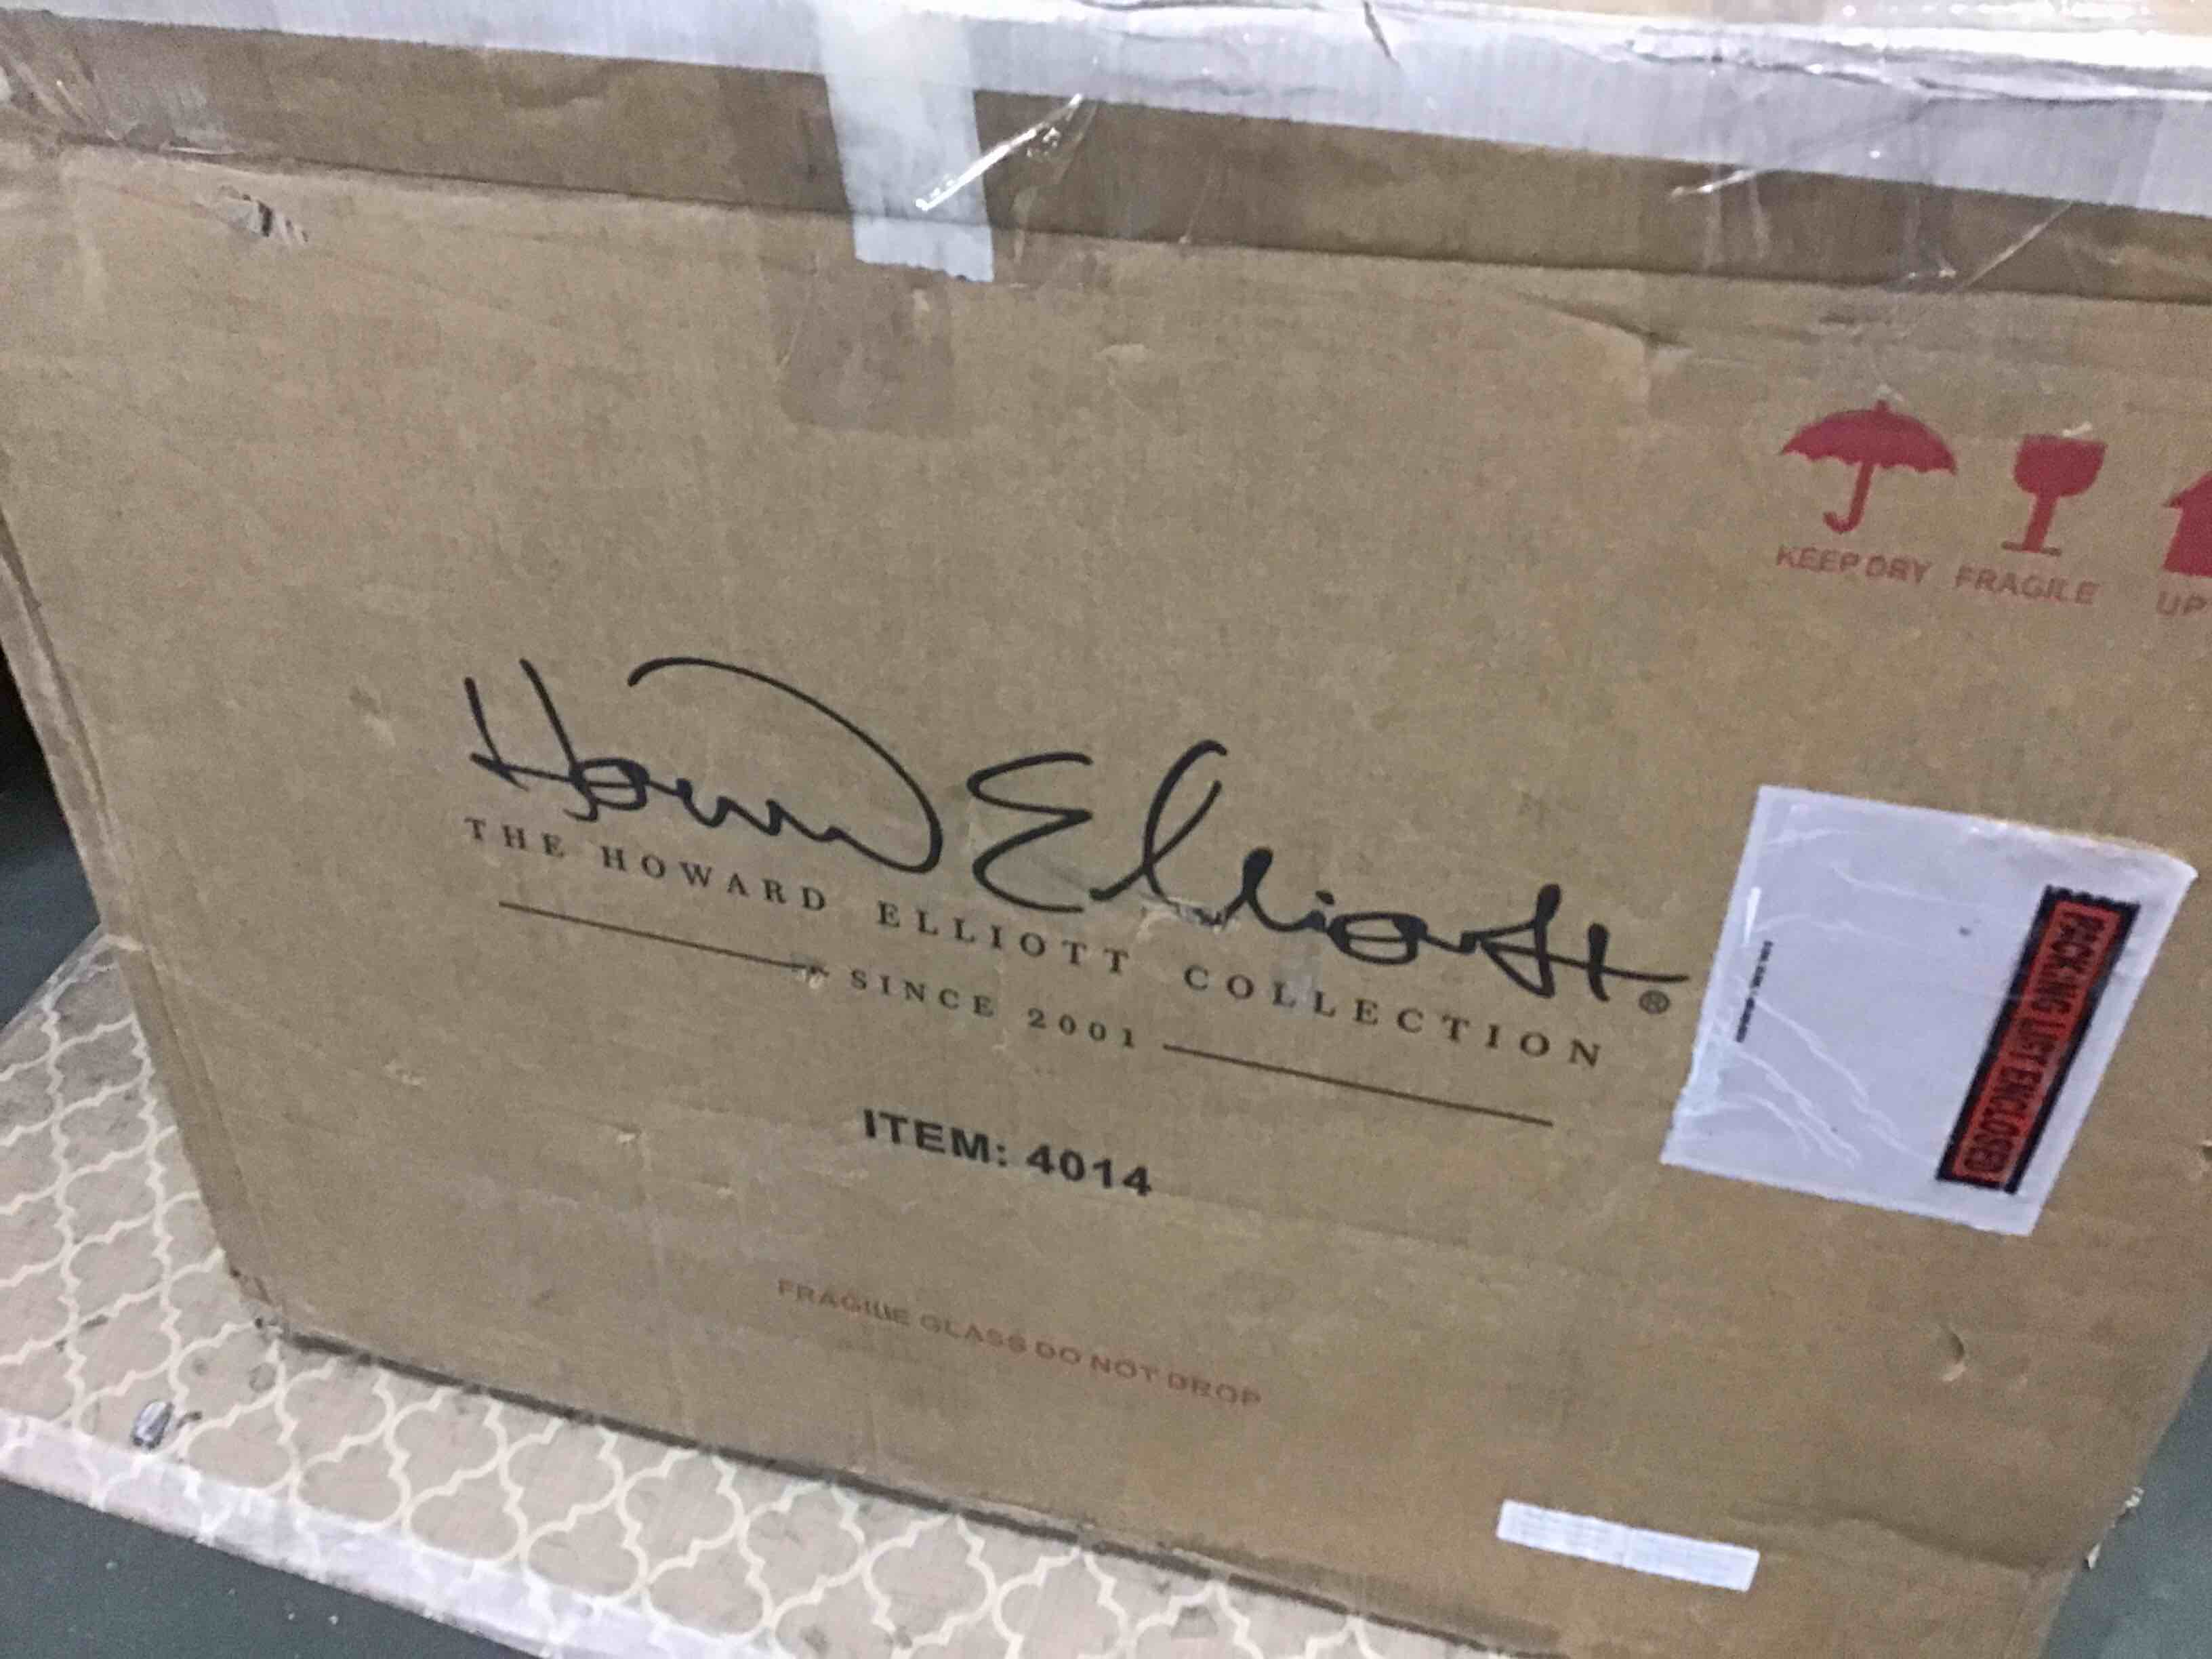 KEEP DRY FRAGILE UP
Howard Elliott ®
THE HOWARD ELLIOTT COLLECTION
SINCE 2001
PACKING LIST ENCLOSED
ITEM: 4014
FRAGILE GLASS DO NOT DROP